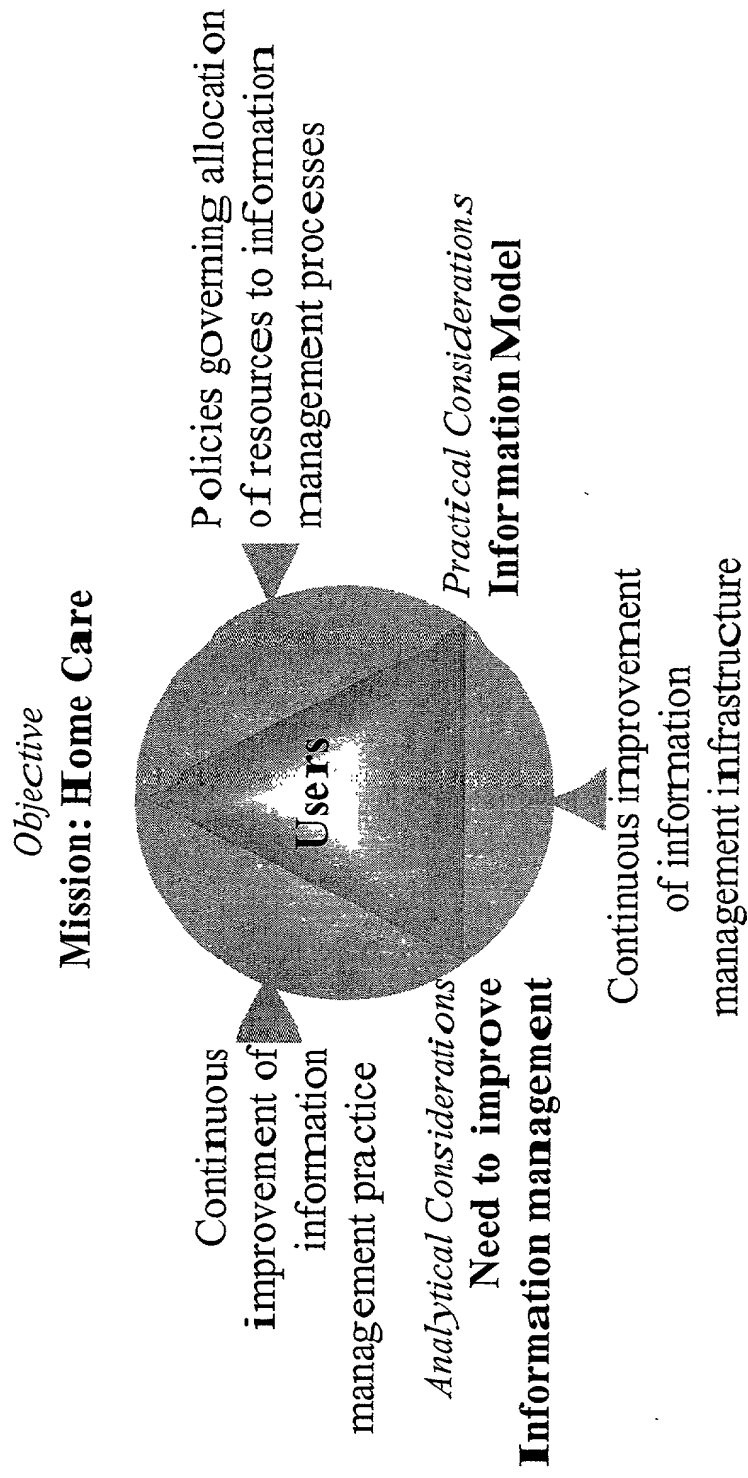 Objective
Mission: Home Care
Continuous
improvement of
information
management practice
Policies governing allocation
of resources to information
management processes
Users
Analytical Considerations
Need to improve
Information management
Practical Considerations
Information Model
Continuous improvement
of information
management infrastructure